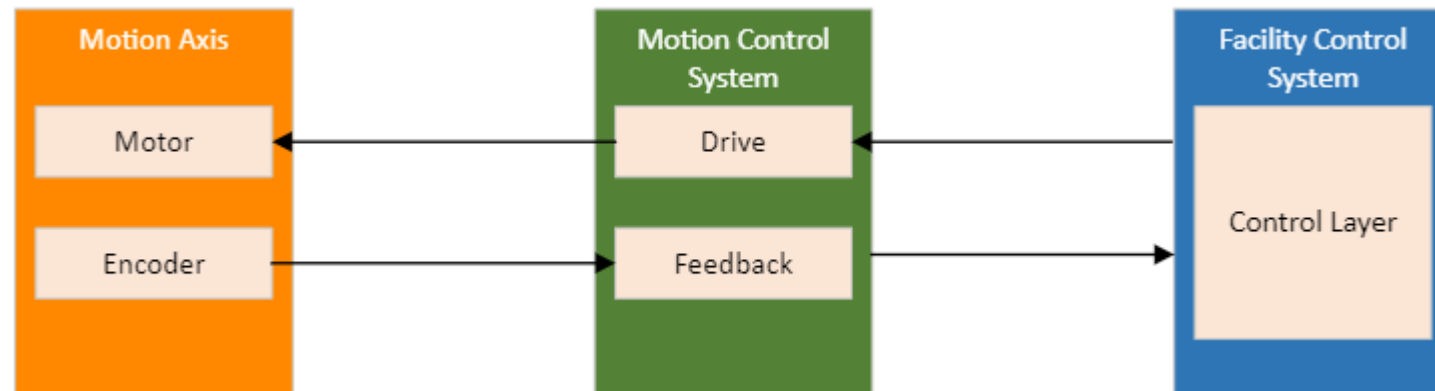 Motion Axis
Motor
Encoder
Motion Control
System
Drive
Feedback
Facility Control
System
Control Layer